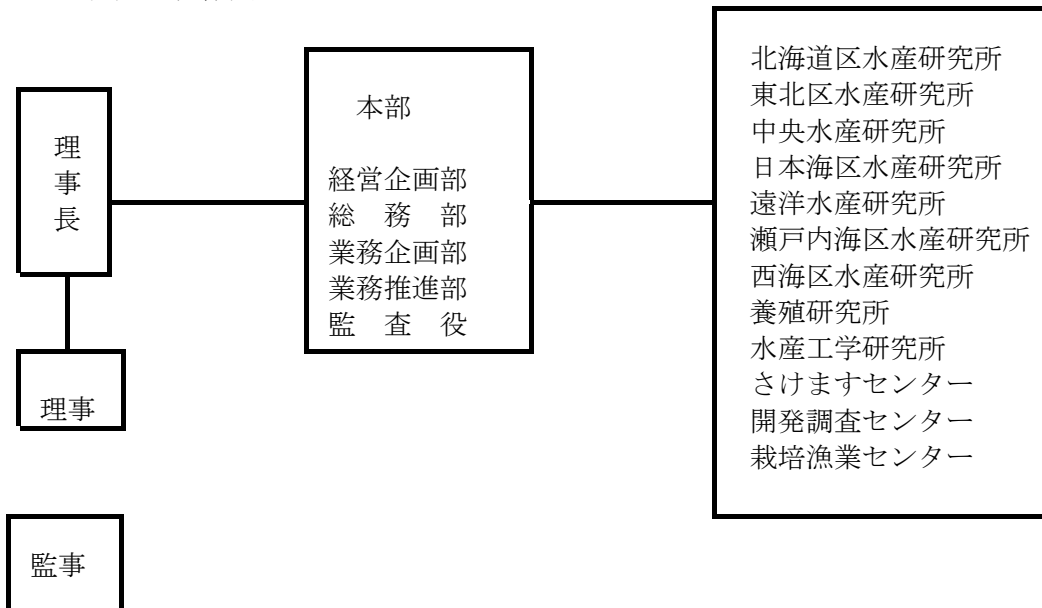 理事長
理事
監事
本部
経営企画部
総　務　部
業務企画部
業務推進部
監　査　役
北海道区水産研究所
東北区水産研究所
中央水産研究所
日本海区水産研究所
遠洋水産研究所
瀬戸内海区水産研究所
西海区水産研究所
養殖研究所
水産工学研究所
さけますセンター
開発調査センター
栽培漁業センター